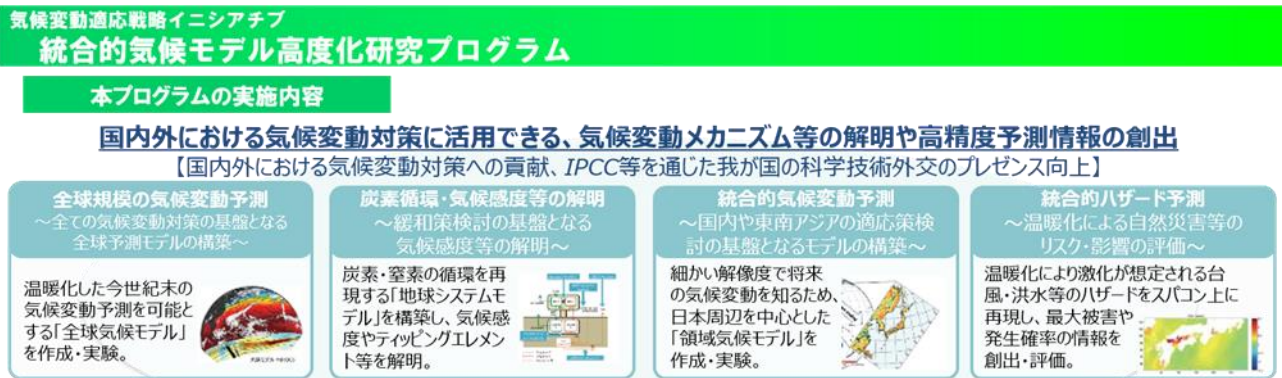 気候変動適応戦略イニシアチブ
統合的気候モデル高度化研究プログラム
本プログラムの実施内容
国内外における気候変動対策に活用できる、気候変動メカニズム等の解明や高精度予測情報の創出
【国内外における気候変動対策への貢献、IPCC等を通じた我が国の科学技術外交のプレゼンス向上】
全球規模の気候変動予測
～全ての気候変動対策の基盤となる
全球予測モデルの構築～
温暖化した今世紀末の
気候変動予測を可能と
する「全球気候モデル」
を作成・実験。
炭素循環・気候感度等の解明
～緩和策検討の基盤となる
気候感度等の解明～
炭素・窒素の循環を再
現する「地球システムモ
デル」を構築し、気候感
度やティッピングエレメン
ト等を解明。
統合的気候変動予測
～国内や東南アジアの適応策検
討の基盤となるモデルの構築～
細かい解像度で将来
の気候変動を知るため、
日本周辺を中心とした
「領域気候モデル」を
作成・実験。
統合的ハザード予測
～温暖化による自然災害等の
リスク・影響の評価～
温暖化により激化が想定される台
風・洪水等のハザードをスパコン上に
再現し、最大被害や
発生確率の情報を
創出・評価。